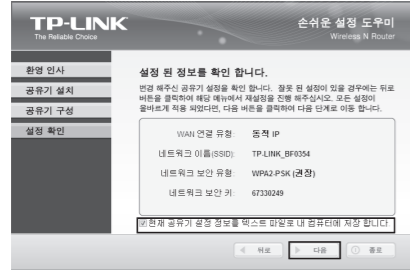 TP-LINK
The Reliable Choice
손쉬운 설정 도우미
Wireless N Router
환영 인사
공유기 설치
공유기 구성
설정 확인
설정 된 정보를 확인 합니다.
변경 해주신 공유기 설정을 확인 합니다. 잘못 된 설정이 있을 경우에는 뒤로
버튼을 클릭하여 해당 메뉴에서 재설정을 진행 해주십시오. 모든 설정이
올바르게 적용 되었다면, 다음 버튼을 클릭하여 다음 단계로 이동 합니다.
WAN 연결 유형: 동적 IP
네트워크 이름(SSID): TP-LINK_BF0354
네트워크 보안 유형: WPA2-PSK (권장)
네트워크 보안 키: 67330249
현재 공유기 설정 정보를 텍스트 파일로 내 컴퓨터에 저장 합니다.
뒤로
다음
종료